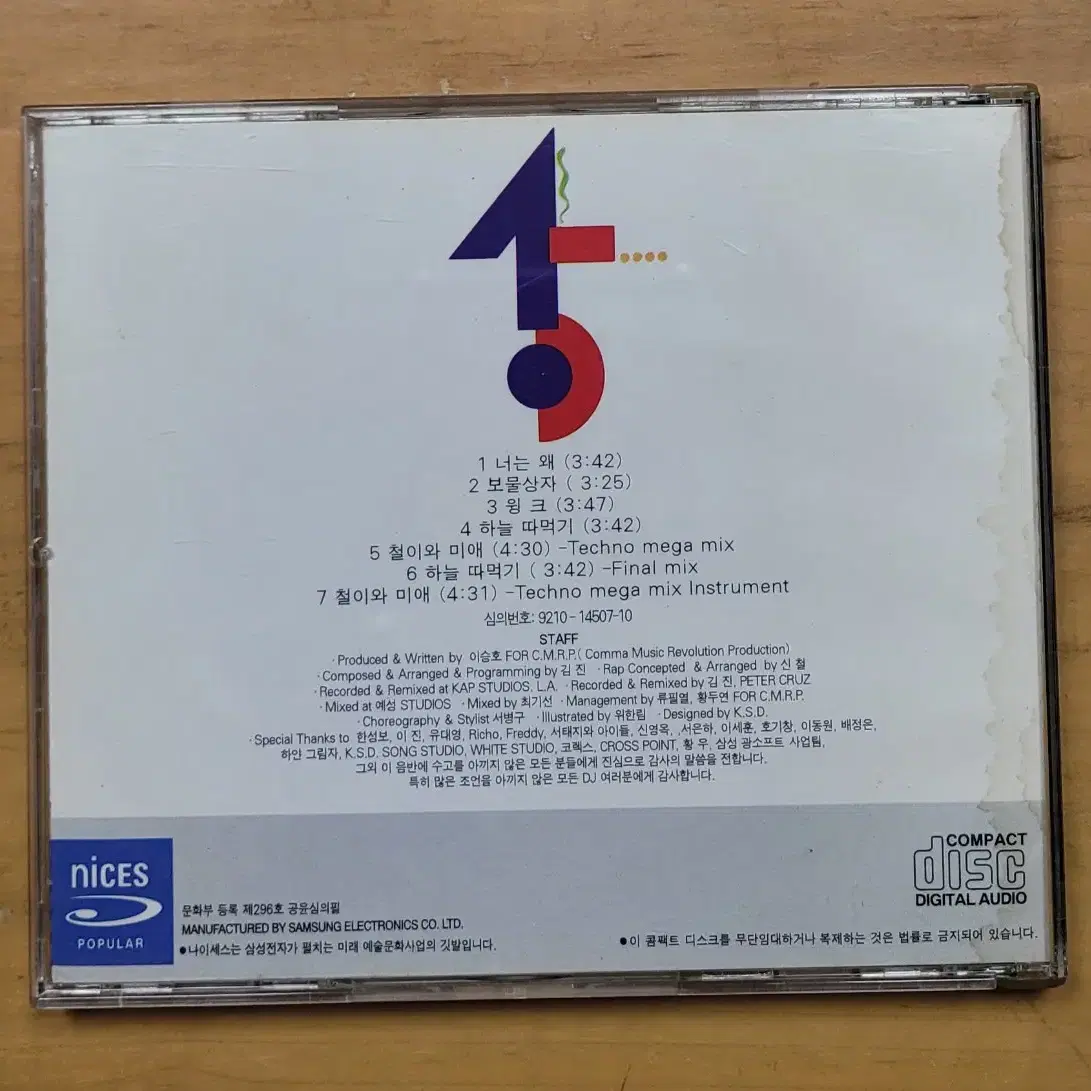 1 너는 왜 (3:42)
2 보물상자 ( 3:25)
3 윙 크 (3:47)
4 하늘 따먹기 (3:42)
5 철이와 미애 (4:30) -Techno mega mix
6 하늘 따먹기 ( 3:42) -Final mix
7 철이와 미애 (4:31) -Techno mega mix Instrument
심의번호: 9210-14507-10
STAFF
·Produced & Written by 이승호 FOR C.M.R.P.( Comma Music Revolution Production)
·Composed & Arranged & Programming by 김 진 ·Rap Concepted & Arranged by 신 철
·Recorded & Remixed at KAP STUDIOS. L.A. ·Recorded & Remixed by 김 진, PETER CRUZ
·Mixed at 예성 STUDIOS ·Mixed by 최기선 ·Management by 류필열, 황두연 FOR C.M.R.P.
·Choreography & Stylist 서병구 ·Illustrated by 위한림 ·Designed by K.S.D.
·Special Thanks to 한성보, 이 진, 유대영, Richo, Freddy, 서태지와 아이들, 신영옥, ,서은하, 이세훈, 호기창, 이동원, 배정은,
하얀 그림자, K.S.D. SONG STUDIO, WHITE STUDIO, 코렉스, CROSS POINT, 황 우, 삼성 광소프트 사업팀,
그외 이 음반에 수고를 아끼지 않은 모든 분들에게 진심으로 감사의 말씀을 전합니다.
특히 많은 조언을 아끼지 않은 모든 DJ 여러분에게 감사합니다.
nices
POPULAR
문화부 등록 제296호 공윤심의필
MANUFACTURED BY SAMSUNG ELECTRONICS CO. LTD.
●나이세스는 삼성전자가 펼치는 미래 예술문화사업의 깃발입니다.
COMPACT
disc
DIGITAL AUDIO
●이 콤팩트 디스크를 무단임대하거나 복제하는 것은 법률로 금지되어 있습니다.